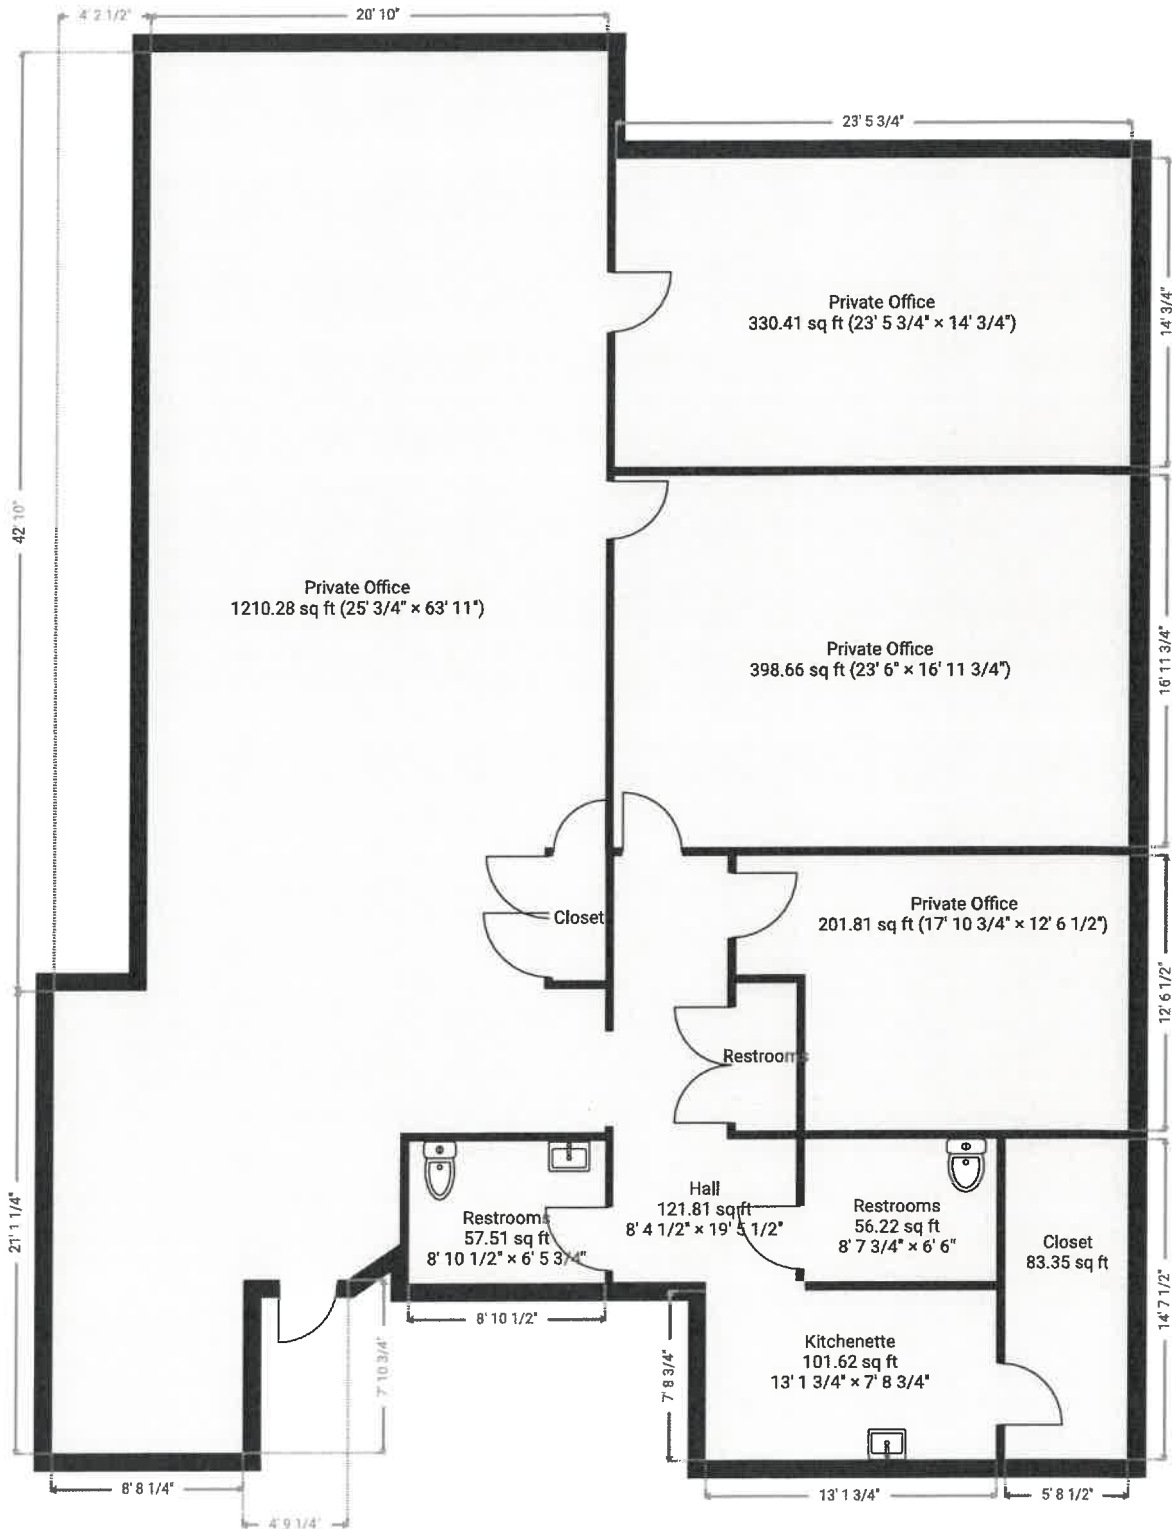 4' 2 1/2"
20' 10"
23' 5 3/4"
Private Office
330.41 sq ft (23' 5 3/4" × 14' 3/4")
14' 3/4"
42' 10"
Private Office
1210.28 sq ft (25' 3/4" × 63' 11")
Private Office
398.66 sq ft (23' 6" × 16' 11 3/4")
16' 11 3/4"
Closet
Private Office
201.81 sq ft (17' 10 3/4" × 12' 6 1/2")
12' 6 1/2"
Restrooms
21' 1 1/4"
Restrooms
57.51 sq ft
8' 10 1/2" × 6' 5 3/4"
Hall
121.81 sq ft
8' 4 1/2" × 19' 5 1/2"
Restrooms
56.22 sq ft
8' 7 3/4" × 6' 6"
Closet
83.35 sq ft
14' 7 1/2"
8' 10 1/2"
7' 10 3/4"
7' 8 3/4"
Kitchenette
101.62 sq ft
13' 1 3/4" × 7' 8 3/4"
8' 8 1/4"
4' 9 1/4"
13' 1 3/4"
5' 8 1/2"